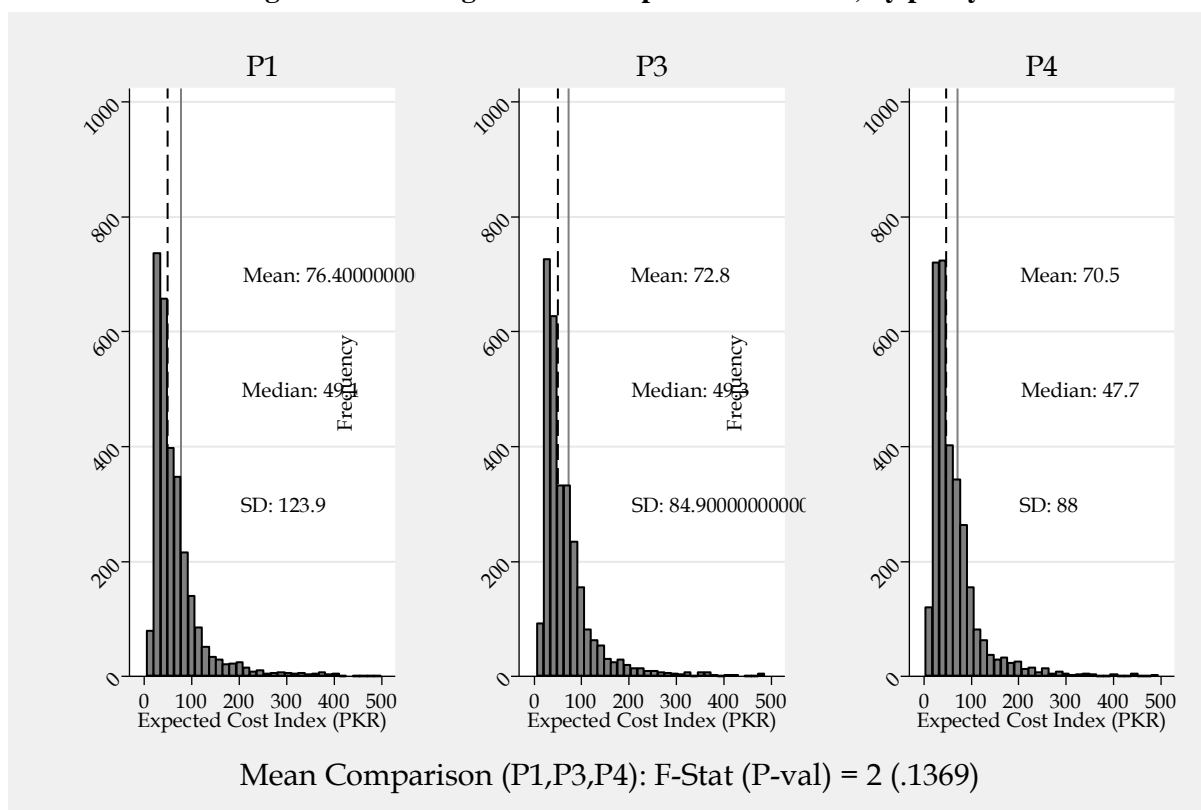 P1
P3
P4
1000
800
600
400
200
0
Mean: 76.40000000
Median: 49.1
SD: 123.9
0 100 200 300 400 500
Expected Cost Index (PKR)
Frequency
1000
800
600
400
200
0
Mean: 72.8
Median: 49.3
SD: 84.90000000000
0 100 200 300 400 500
Expected Cost Index (PKR)
Frequency
1000
800
600
400
200
0
Mean: 70.5
Median: 47.7
SD: 88
0 100 200 300 400 500
Expected Cost Index (PKR)
Mean Comparison (P1,P3,P4): F-Stat (P-val) = 2 (.1369)